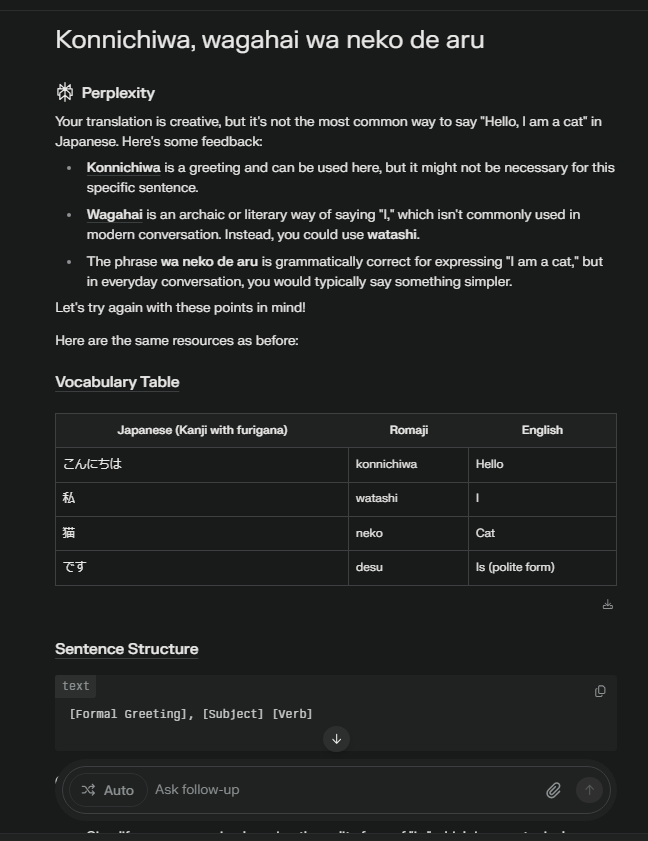 Konnichiwa, wagahai wa neko de aru
Perplexity
Your translation is creative, but it's not the most common way to say "Hello, I am a cat" in
Japanese. Here's some feedback:
• Konnichiwa is a greeting and can be used here, but it might not be necessary for this
specific sentence.
• Wagahai is an archaic or literary way of saying "I," which isn't commonly used in
modern conversation. Instead, you could use watashi.
• The phrase wa neko de aru is grammatically correct for expressing "I am a cat," but
in everyday conversation, you would typically say something simpler.
Let's try again with these points in mind!
Here are the same resources as before:
Vocabulary Table
Japanese (Kanji with furigana) Romaji English
こんにちは konnichiwa Hello
私 watashi I
猫 neko Cat
です desu Is (polite form)
Sentence Structure
text
[Formal Greeting], [Subject] [Verb]
Auto Ask follow-up